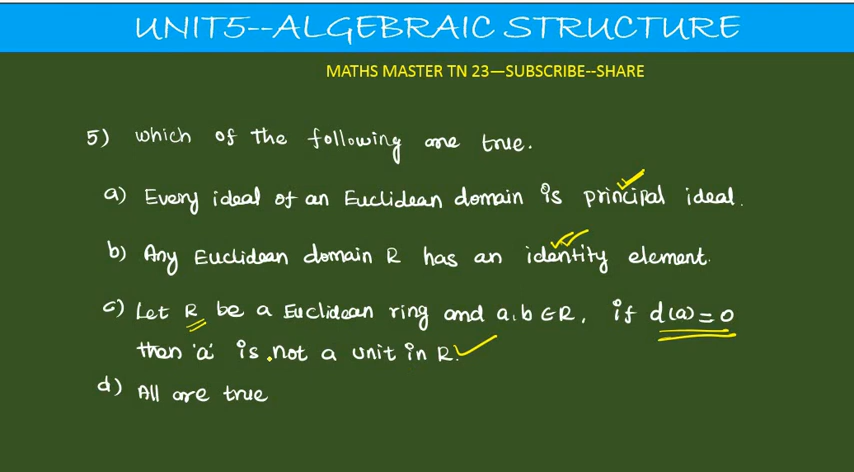 UNIT5--ALGEBRAIC STRUCTURE
MATHS MASTER TN 23—SUBSCRIBE--SHARE
5) which of the following are true.
a) Every ideal of an Euclidean domain is principal ideal.
b) Any Euclidean domain R has an identity element.
c) Let R be a Euclidean ring and a, b ∈ R, if d(a) = 0
then 'a' is not a unit in R.
d) All are true